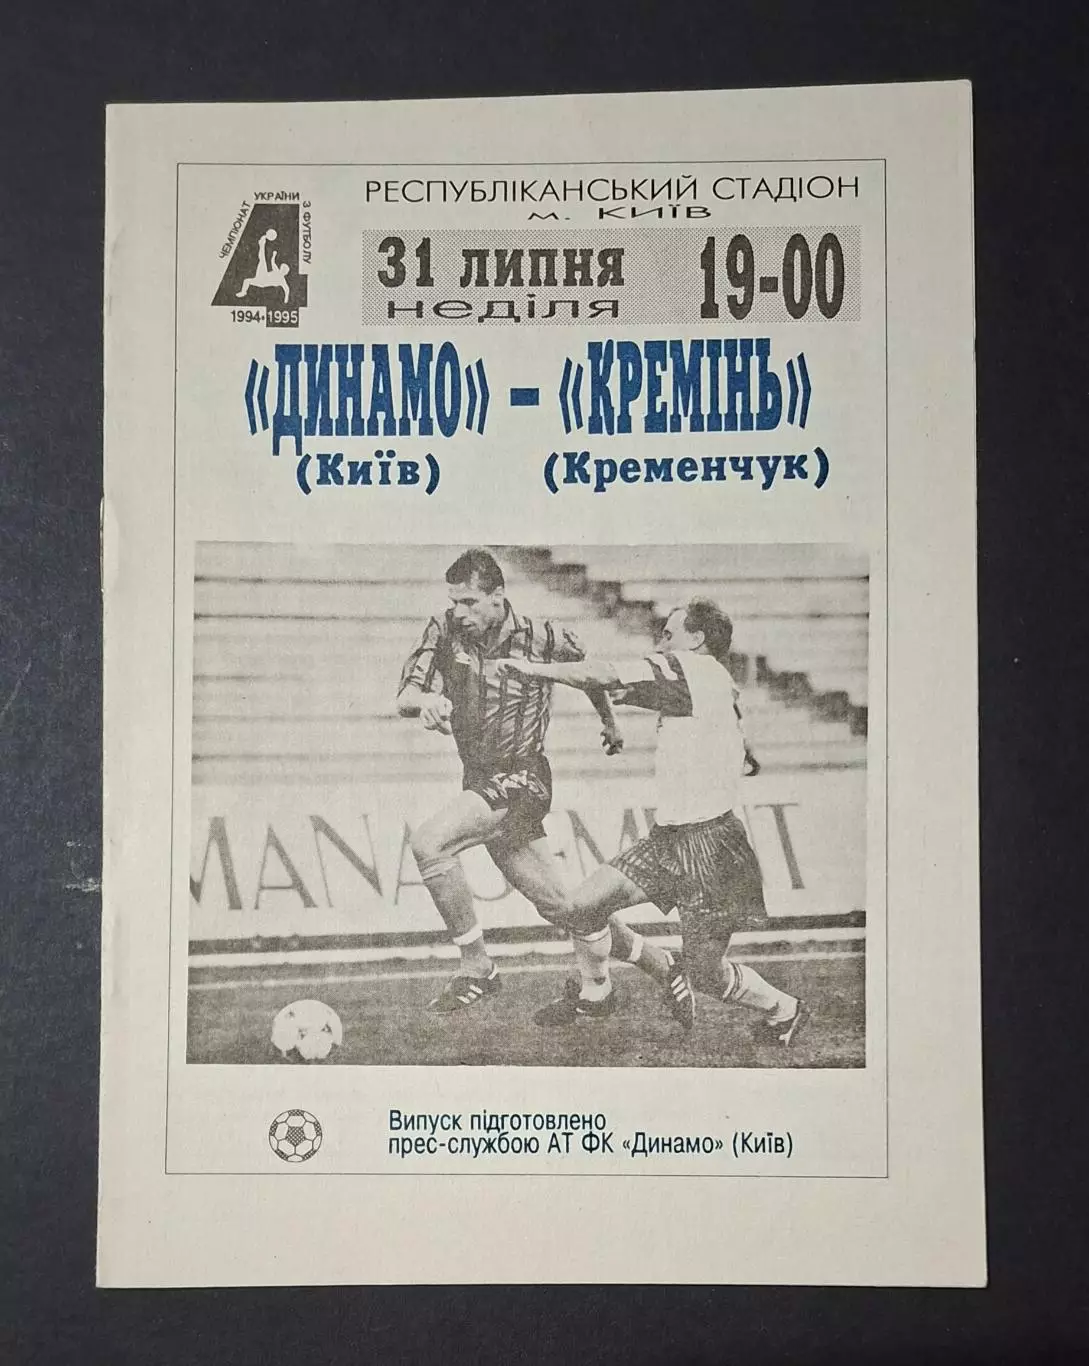 ЧЕМПІОНАТ УКРАЇНИ З ФУТБОЛУ
1994•1995
РЕСПУБЛІКАНСЬКИЙ СТАДІОН
м. КИЇВ
31 липня 19-00
неділя
«ДИНАМО» – «КРЕМІНЬ»
(Київ) (Кременчук)
MANAGEMENT
Випуск підготовлено
прес-службою АТ ФК «Динамо» (Київ)